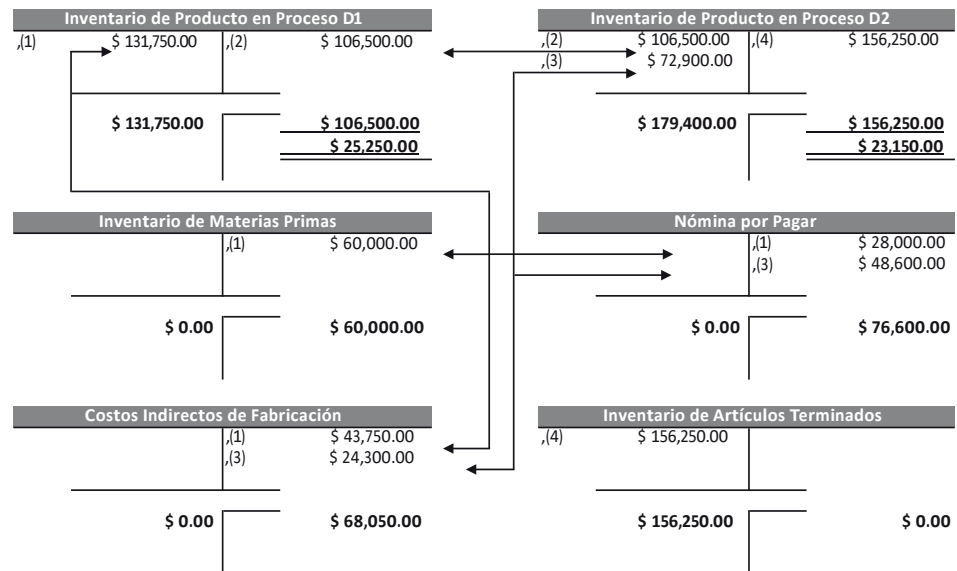 Inventario de Producto en Proceso D1
,(1) $ 131,750.00 ,(2) $ 106,500.00
$ 131,750.00 $ 106,500.00
$ 25,250.00
Inventario de Producto en Proceso D2
,(2) $ 106,500.00 ,(4) $ 156,250.00
,(3) $ 72,900.00
$ 179,400.00 $ 156,250.00
$ 23,150.00
Inventario de Materias Primas
,(1) $ 60,000.00
$ 0.00 $ 60,000.00
Nómina por Pagar
,(1) $ 28,000.00
,(3) $ 48,600.00
$ 0.00 $ 76,600.00
Costos Indirectos de Fabricación
,(1) $ 43,750.00
,(3) $ 24,300.00
$ 0.00 $ 68,050.00
Inventario de Artículos Terminados
,(4) $ 156,250.00
$ 156,250.00 $ 0.00